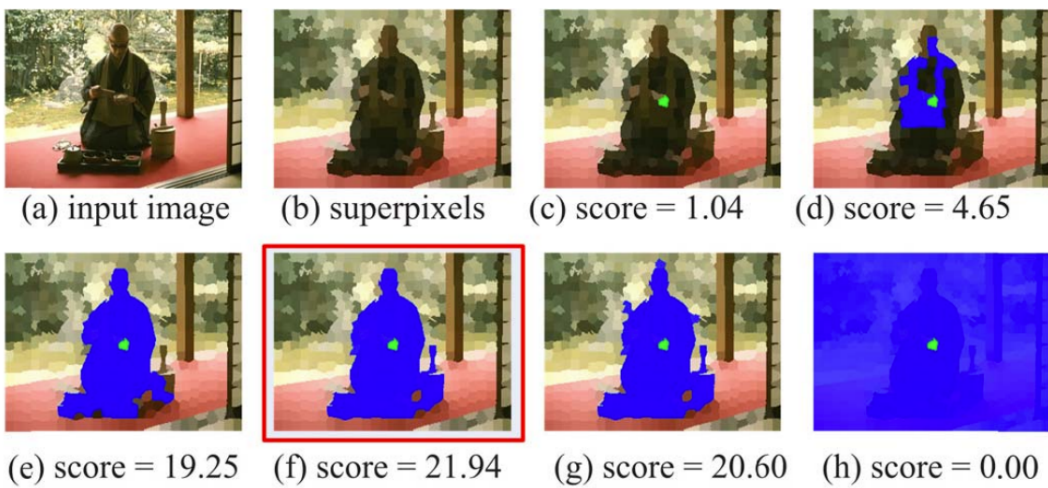 (a) input image
(b) superpixels
(c) score = 1.04
(d) score = 4.65
(e) score = 19.25
(f) score = 21.94
(g) score = 20.60
(h) score = 0.00